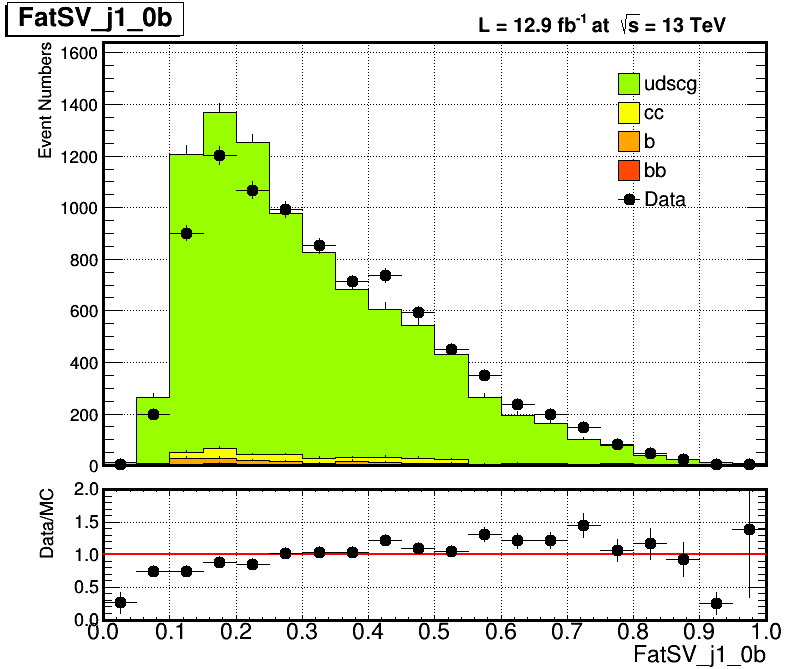 FatSV_j1_0b
L = 12.9 fb-1 at √s = 13 TeV
Event Numbers
1600
1400
1200
1000
800
600
400
200
0
udscg
cc
b
bb
Data
Data/MC
2.0
1.5
1.0
0.5
0.0
0.0 0.1 0.2 0.3 0.4 0.5 0.6 0.7 0.8 0.9 1.0
FatSV_j1_0b